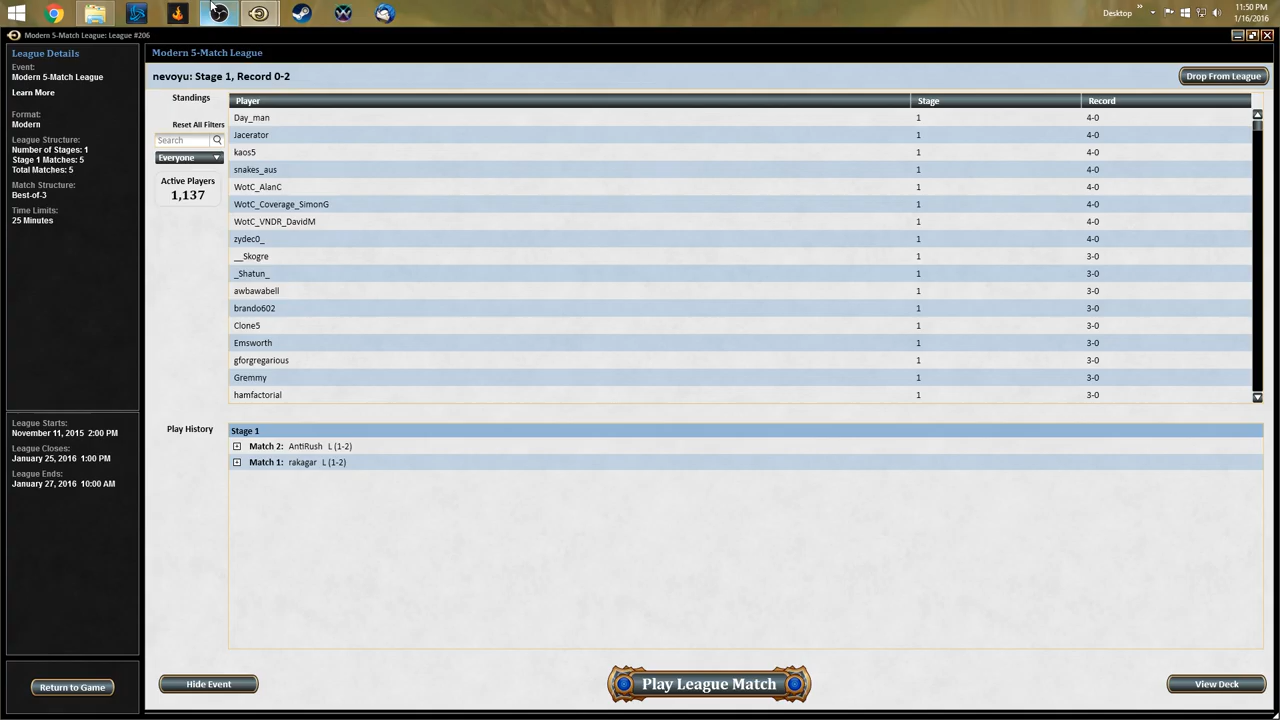 Desktop
»
11:50 PM
1/16/2016
Modern 5-Match League: League #206
League Details
Event:
Modern 5-Match League
Learn More
Format:
Modern
League Structure:
Number of Stages: 1
Stage 1 Matches: 5
Total Matches: 5
Match Structure:
Best-of-3
Time Limits:
25 Minutes
League Starts:
November 11, 2015 2:00 PM
League Closes:
January 25, 2016 1:00 PM
League Ends:
January 27, 2016 10:00 AM
Return to Game
Modern 5-Match League
nevoyu: Stage 1, Record 0-2
Drop From League
Standings
Reset All Filters
Search
Everyone
Active Players
1,137
Player Stage Record
Day_man 1 4-0
Jacerator 1 4-0
kaos5 1 4-0
snakes_aus 1 4-0
WotC_AlanC 1 4-0
WotC_Coverage_SimonG 1 4-0
WotC_VNDR_DavidM 1 4-0
zydec0_ 1 4-0
__Skogre 1 3-0
_Shatun_ 1 3-0
awbawabell 1 3-0
brando602 1 3-0
Clone5 1 3-0
Emsworth 1 3-0
gforgregarious 1 3-0
Gremmy 1 3-0
hamfactorial 1 3-0
Play History
Stage 1
Match 2: AntiRush L (1-2)
Match 1: rakagar L (1-2)
Hide Event
Play League Match
View Deck